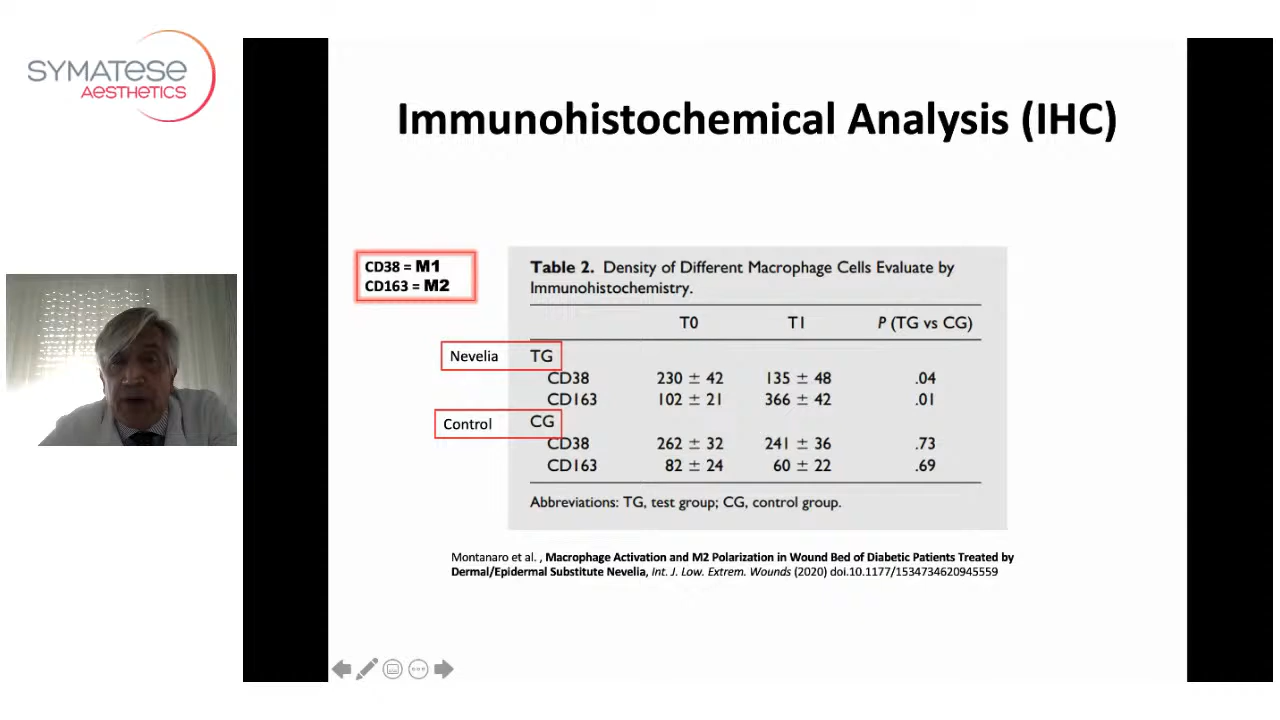 SYMATESE
AESTHETICS
Immunohistochemical Analysis (IHC)
CD38 = M1
CD163 = M2
Table 2. Density of Different Macrophage Cells Evaluate by
Immunohistochemistry.
T0 T1 P (TG vs CG)
Nevelia TG
CD38 230 ± 42 135 ± 48 .04
CD163 102 ± 21 366 ± 42 .01
Control CG
CD38 262 ± 32 241 ± 36 .73
CD163 82 ± 24 60 ± 22 .69
Abbreviations: TG, test group; CG, control group.
Montanaro et al. , Macrophage Activation and M2 Polarization in Wound Bed of Diabetic Patients Treated by
Dermal/Epidermal Substitute Nevelia, Int. J. Low. Extrem. Wounds (2020) doi.10.1177/1534734620945559